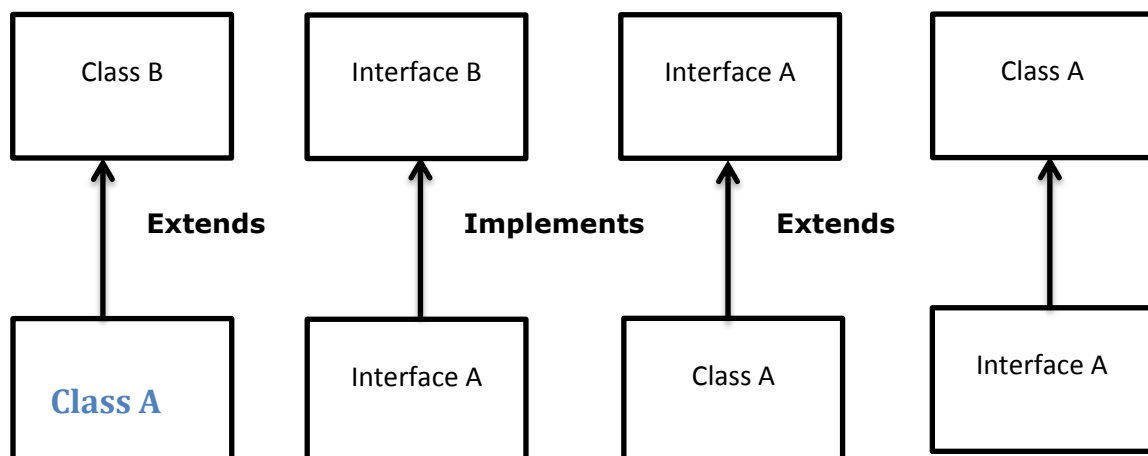 Class B
Interface B
Interface A
Class A
Extends
Implements
Extends
Class A
Interface A
Class A
Interface A